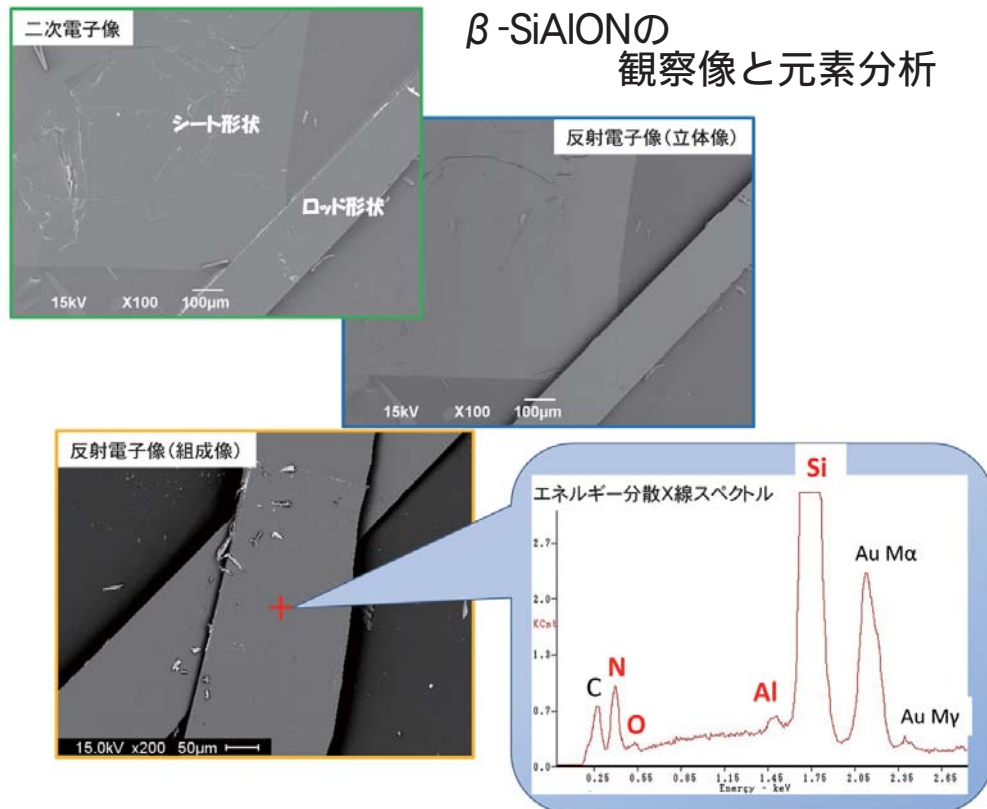 β-SiAlONの
観察像と元素分析
二次電子像
シート形状
ロッド形状
15kV X100 100μm
反射電子像(立体像)
15kV X100 100μm
反射電子像(組成像)
15.0kV x200 50μm
エネルギー分散X線スペクトル
Si
Au Mα
N
C
O
Al
Au Mγ
2.7
2.0
KCnt
1.3
0.7
0.0
0.25 0.55 0.85 1.15 1.45 1.75 2.05 2.35 2.65
Energy - keV